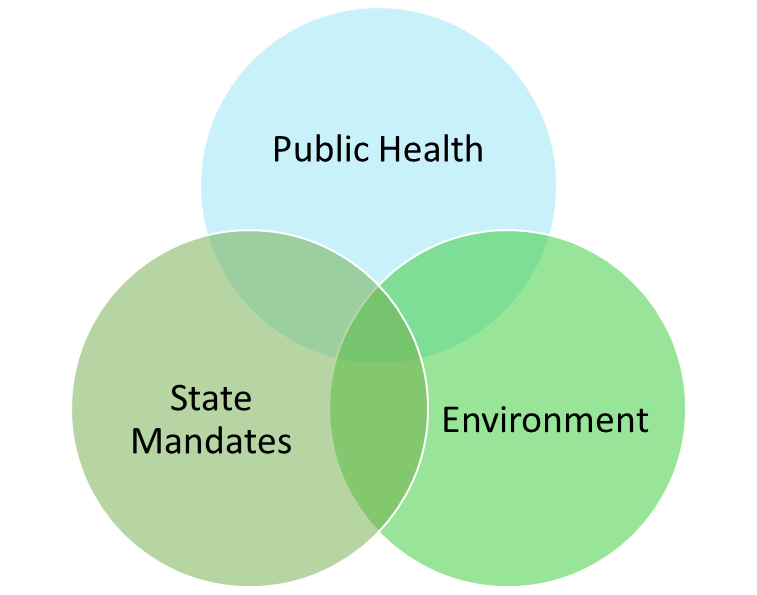 Public Health
State
Mandates
Environment